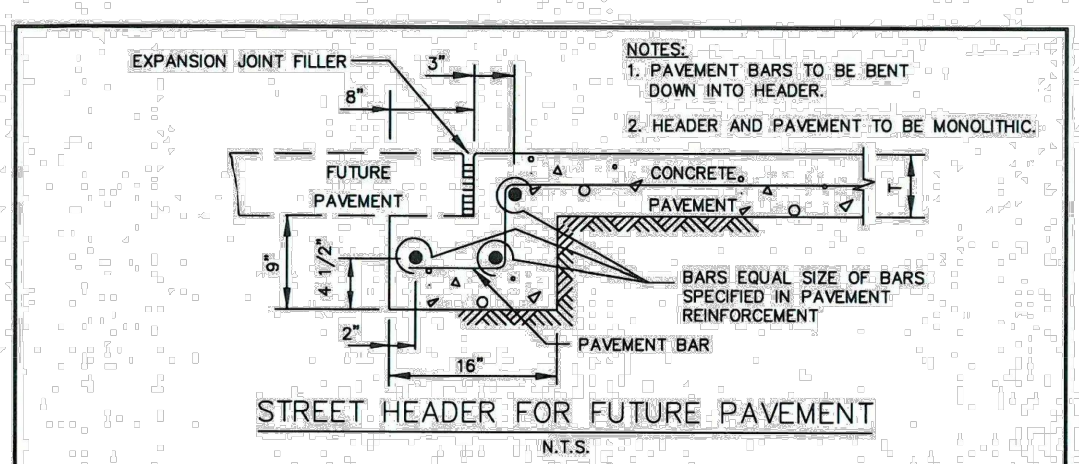 EXPANSION JOINT FILLER
3"
8"
NOTES:
1. PAVEMENT BARS TO BE BENT
DOWN INTO HEADER.
2. HEADER AND PAVEMENT TO BE MONOLITHIC.
FUTURE
PAVEMENT
CONCRETE
PAVEMENT
T
9"
4 1/2"
BARS EQUAL SIZE OF BARS
SPECIFIED IN PAVEMENT
REINFORCEMENT
2"
PAVEMENT BAR
16"
STREET HEADER FOR FUTURE PAVEMENT
N.T.S.